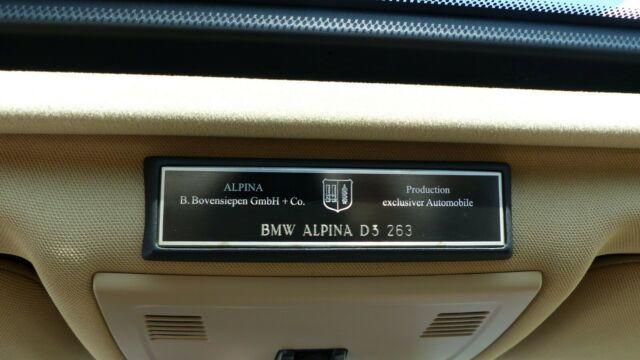 ALPINA
B. Bovensiepen GmbH + Co.
Production
exclusiver Automobile
BMW ALPINA D3 263